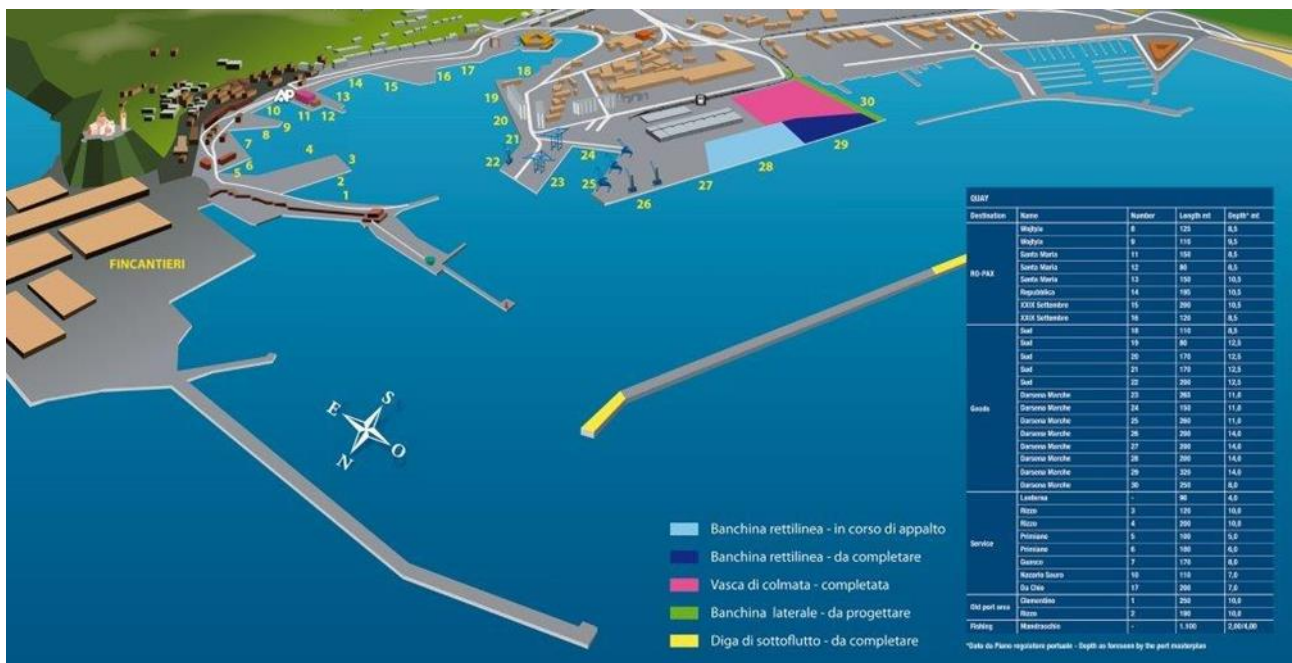 14
15
16
17
18
AP
10
11
12
13
8
9
7
6
5
4
3
2
1
19
20
21
22
23
24
25
26
27
28
29
30
FINCANTIERI
S
E
O
N
Banchina rettilinea - in corso di appalto
Banchina rettilinea - da completare
Vasca di colmata - completata
Banchina laterale - da progettare
Diga di sottoflutto - da completare
QUAY
Destination Name Number Length mt Depth* mt
RO-PAX
Wojtyla 8 125 8,5
Wojtyla 9 110 9,5
Santa Maria 11 150 8,5
Santa Maria 12 80 8,5
Santa Maria 13 150 10,5
Repubblica 14 195 10,5
XXIX Settembre 15 200 10,5
XXIX Settembre 16 120 8,5
Goods
Sud 18 110 8,5
Sud 19 80 12,5
Sud 20 170 12,5
Sud 21 170 12,5
Sud 22 200 12,5
Darsena Marche 23 265 11,0
Darsena Marche 24 150 11,0
Darsena Marche 25 260 11,0
Darsena Marche 26 200 14,0
Darsena Marche 27 200 14,0
Darsena Marche 28 200 14,0
Darsena Marche 29 320 14,0
Darsena Marche 30 250 8,0
Service
Lanterna - 90 4,0
Rizzo 3 120 10,0
Rizzo 4 200 10,0
5 100 5,0
6 100 6,0
7 170 8,0
Nazario Sauro 10 110 7,0
Da Chio 17 200 7,0
Old port area
Clementino 1 250 10,0
Rizzo 2 190 10,0
Fishing Mandracchio - 1.100 2,00/4,00
*Dato da Piano regolatore portuale - Depth as foreseen by the port masterplan